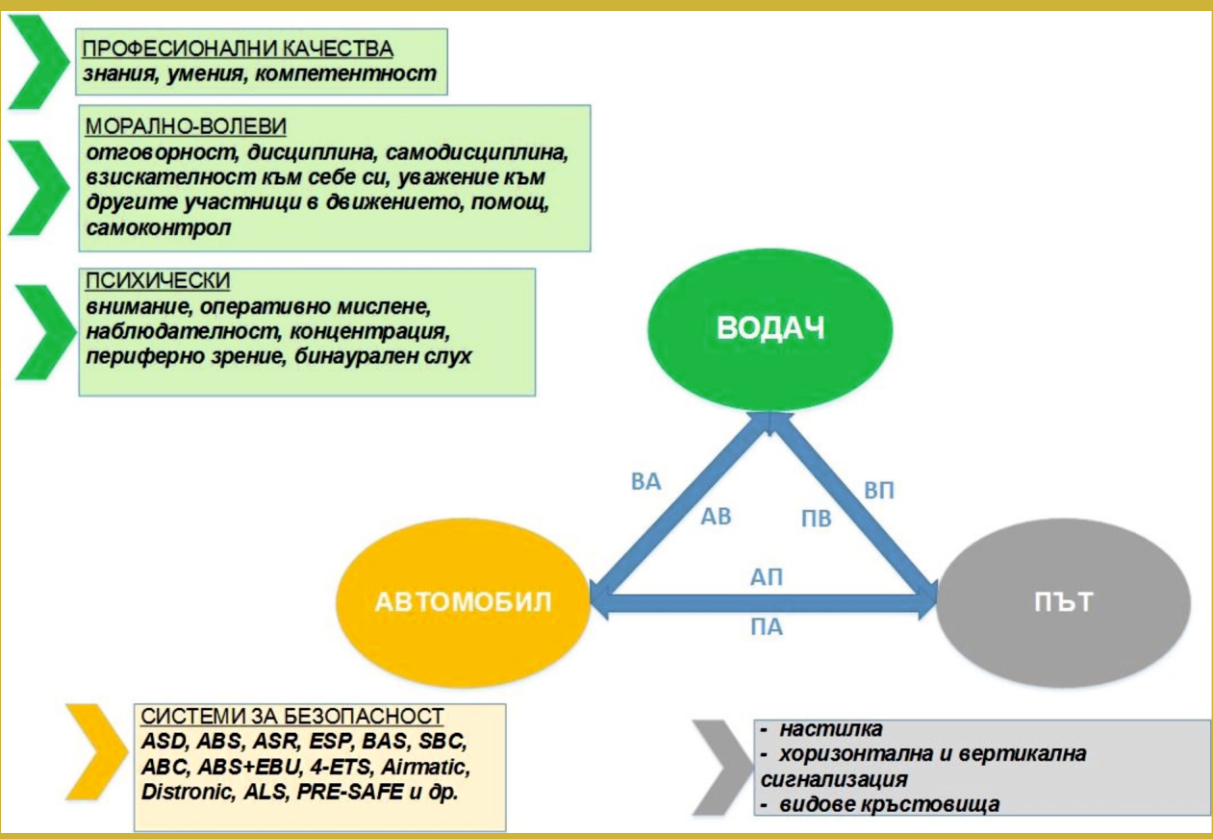 ПРОФЕСИОНАЛНИ КАЧЕСТВА
знания, умения, компетентност
МОРАЛНО-ВОЛЕВИ
отговорност, дисциплина, самодисциплина,
взискателност към себе си, уважение към
другите участници в движението, помощ,
самоконтрол
ПСИХИЧЕСКИ
внимание, оперативно мислене,
наблюдателност, концентрация,
периферно зрение, бинаурален слух
ВОДАЧ
ВА
АВ
ПВ
ВП
АВТОМОБИЛ
АП
ПА
ПЪТ
СИСТЕМИ ЗА БЕЗОПАСНОСТ
ASD, ABS, ASR, ESP, BAS, SBC,
ABC, ABS+EBU, 4-ETS, Airmatic,
Distronic, ALS, PRE-SAFE и др.
- настилка
- хоризонтална и вертикална
сигнализация
- видове кръстовища